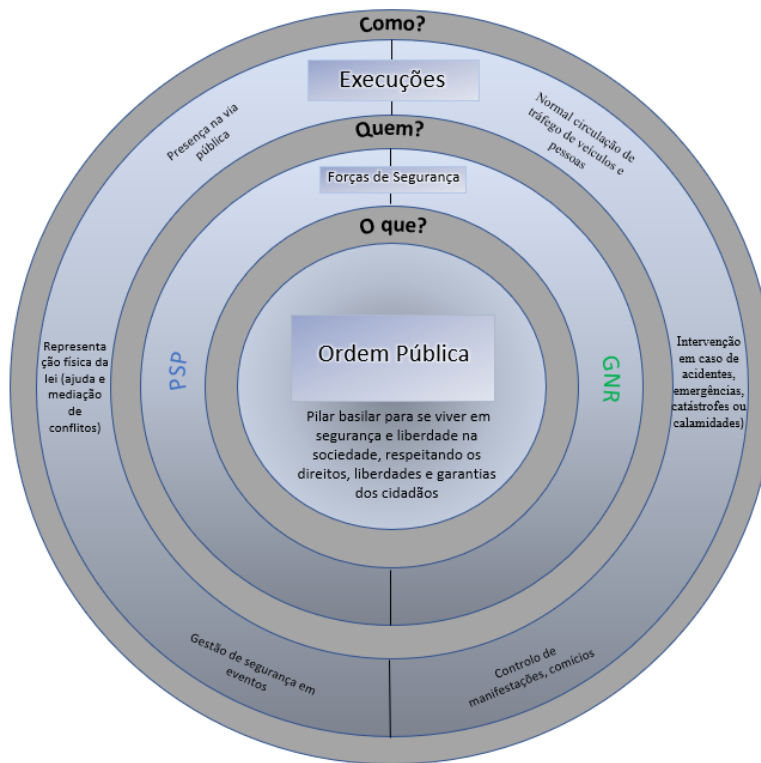 Como?
Execuções
Presença na via
pública
Normal circulação de
tráfego de veículos e
pessoas
Quem?
Forças de Segurança
O que?
PSP
GNR
Ordem Pública
Pilar basilar para se viver em
segurança e liberdade na
sociedade, respeitando os
direitos, liberdades e garantias
dos cidadãos
Representa
ção física da
lei (ajuda e
mediação
de
conflitos)
Intervenção
em caso de
acidentes,
emergências,
catástrofes ou
calamidades)
Gestão de segurança em
eventos
Controlo de
manifestações, comícios